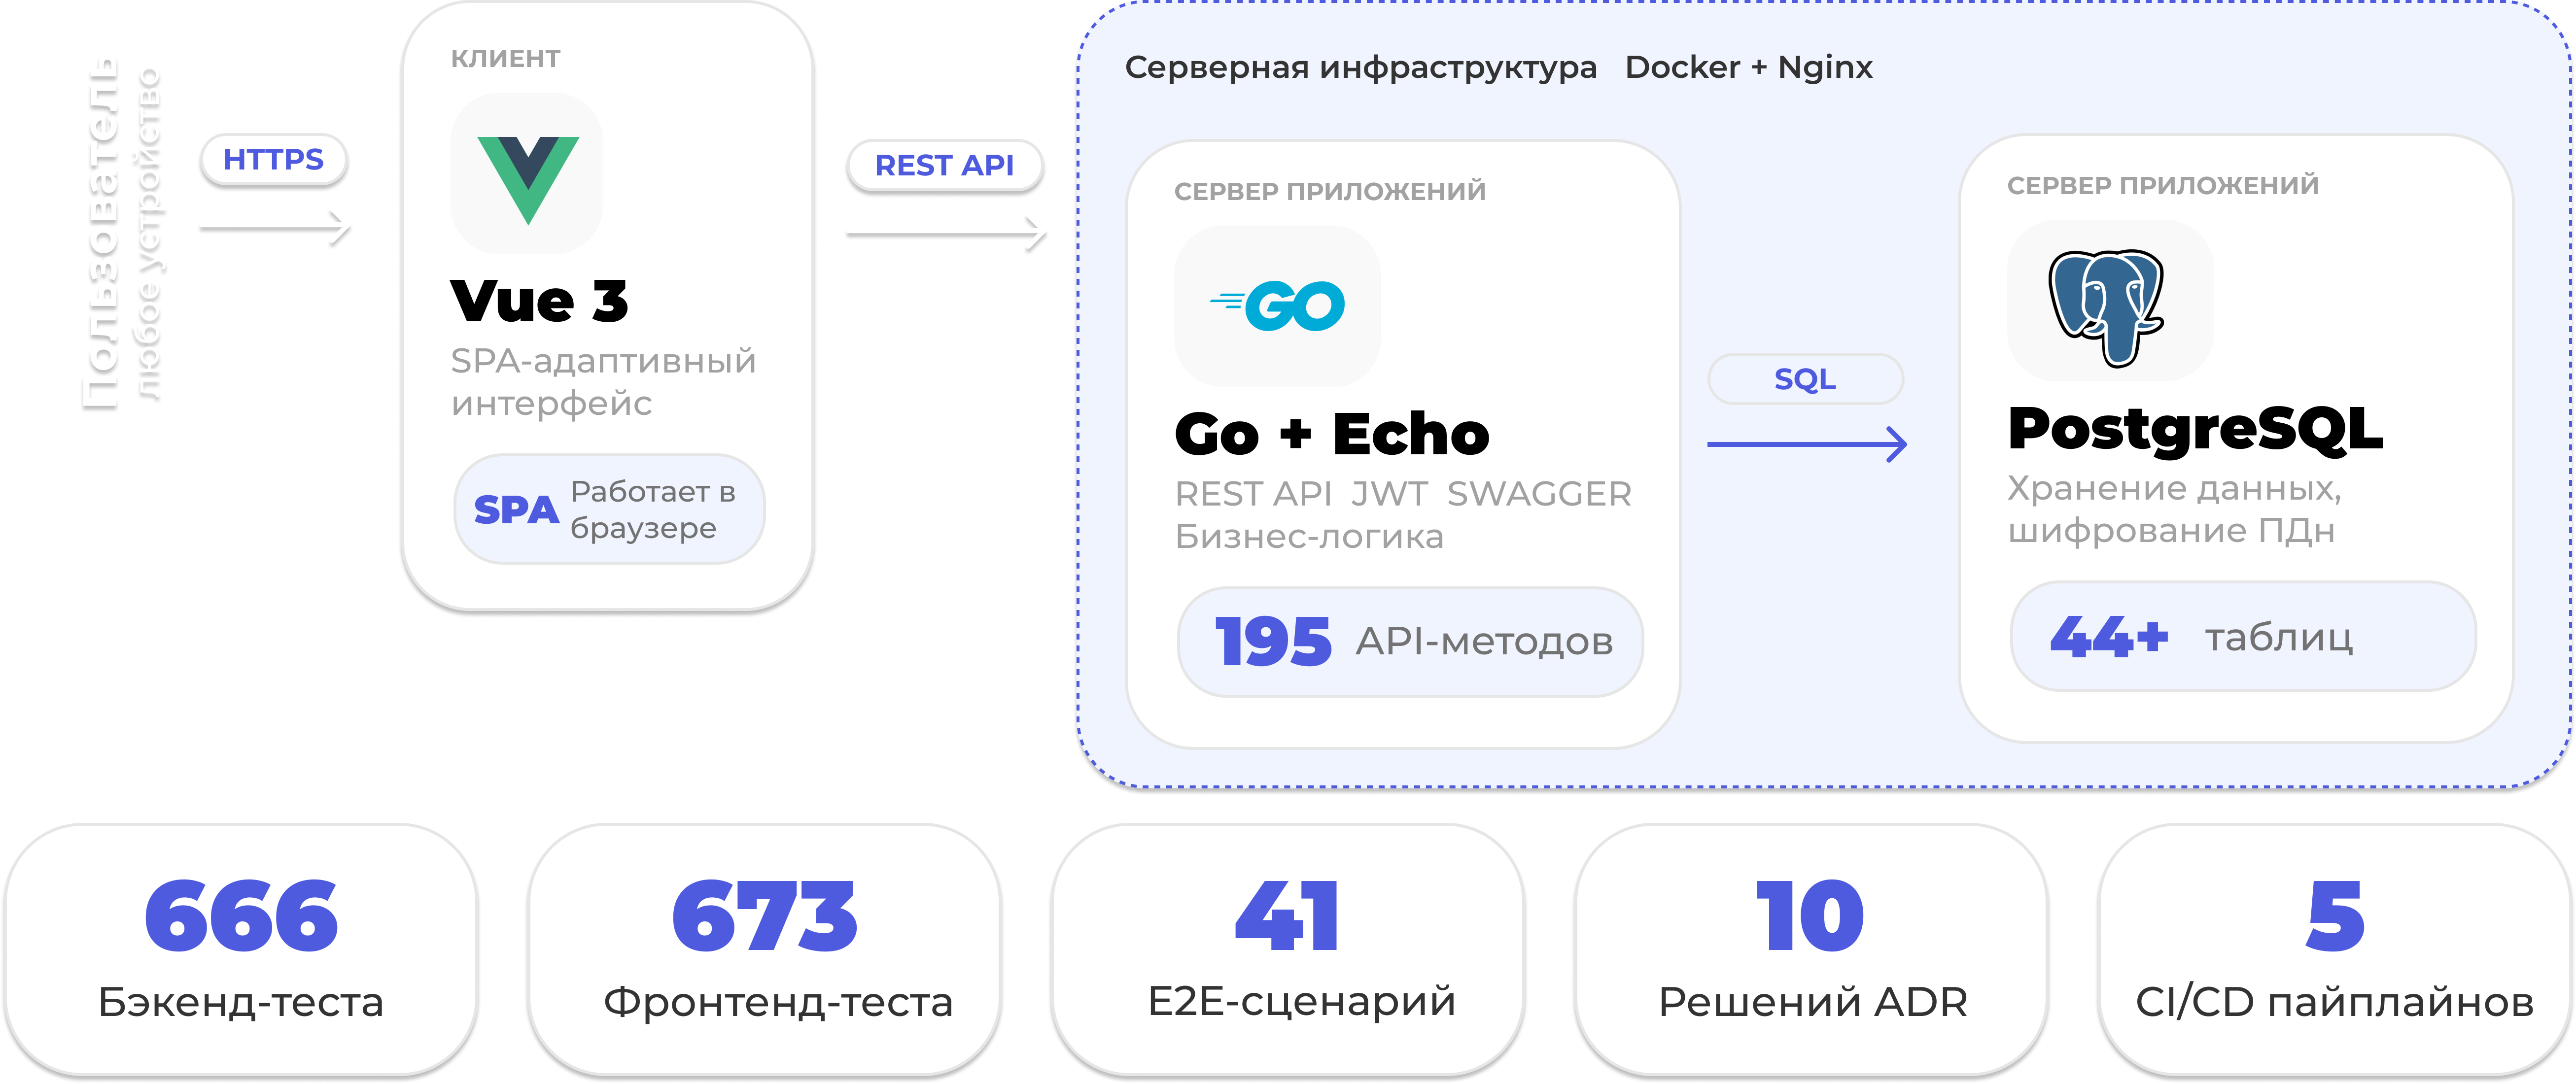 Пользователь
любое устройство
HTTPS
КЛИЕНТ
Vue 3
SPA-адаптивный
интерфейс
SPA
Работает в
браузере
REST API
Серверная инфраструктура Docker + Nginx
СЕРВЕР ПРИЛОЖЕНИЙ
GO
Go + Echo
REST API JWT SWAGGER
Бизнес-логика
195 API-методов
SQL
СЕРВЕР ПРИЛОЖЕНИЙ
PostgreSQL
Хранение данных,
шифрование ПДн
44+ таблиц
666
Бэкенд-теста
673
Фронтенд-теста
41
E2E-сценарий
10
Решений ADR
5
CI/CD пайплайнов